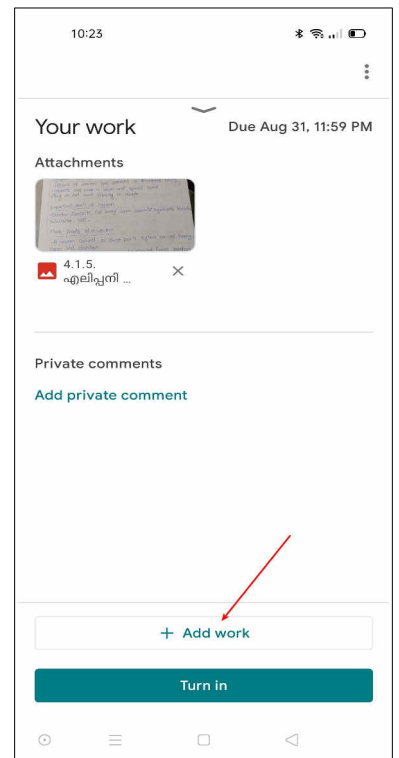 10:23
Your work
Due Aug 31, 11:59 PM
Attachments
4.1.5.
എലിപ്പനി ...
Private comments
Add private comment
+ Add work
Turn in